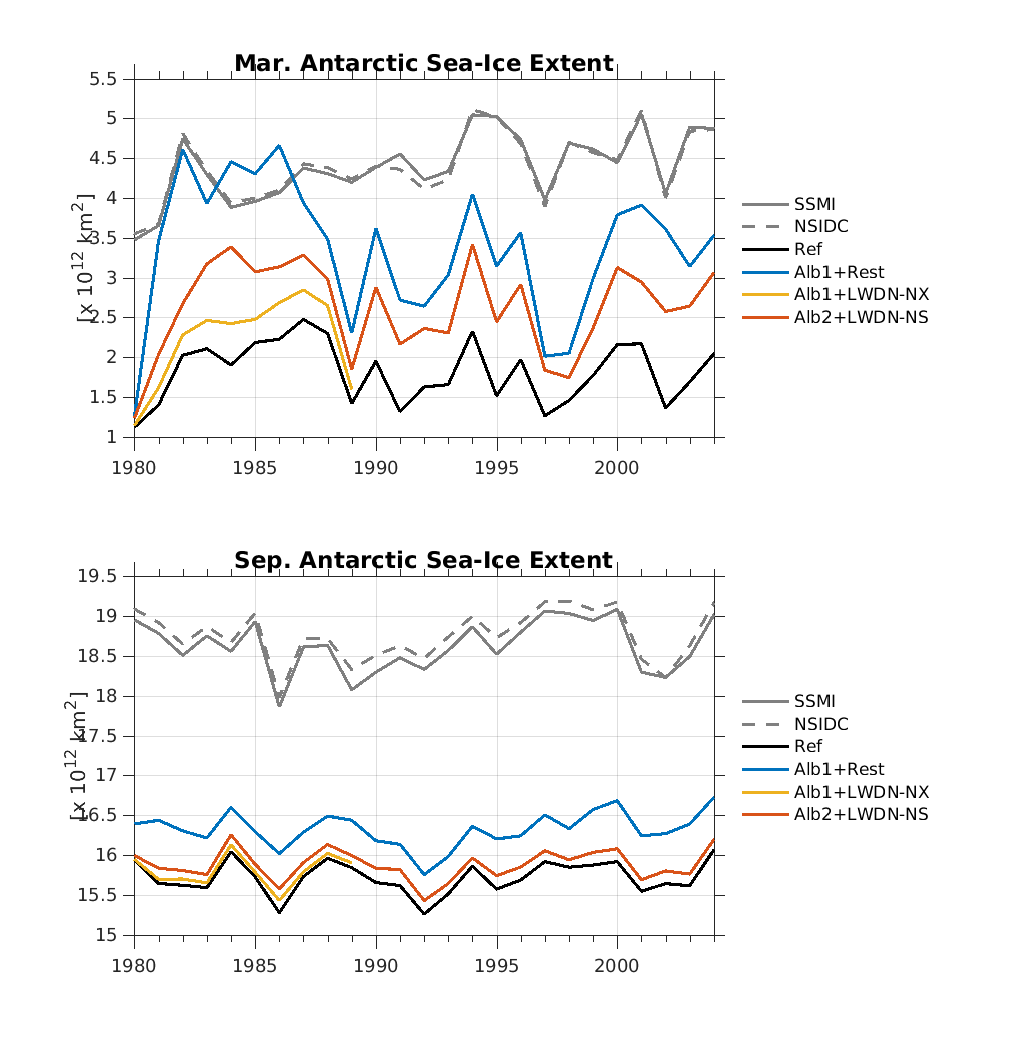 Mar. Antarctic Sea-Ice Extent
[x 10^12 km^2]
5.5
5
4.5
4
3.5
3
2.5
2
1.5
1
1980 1985 1990 1995 2000
SSMI
NSIDC
Ref
Alb1+Rest
Alb1+LWDN-NX
Alb2+LWDN-NS
Sep. Antarctic Sea-Ice Extent
[x 10^12 km^2]
19.5
19
18.5
18
17.5
17
16.5
16
15.5
15
1980 1985 1990 1995 2000
SSMI
NSIDC
Ref
Alb1+Rest
Alb1+LWDN-NX
Alb2+LWDN-NS